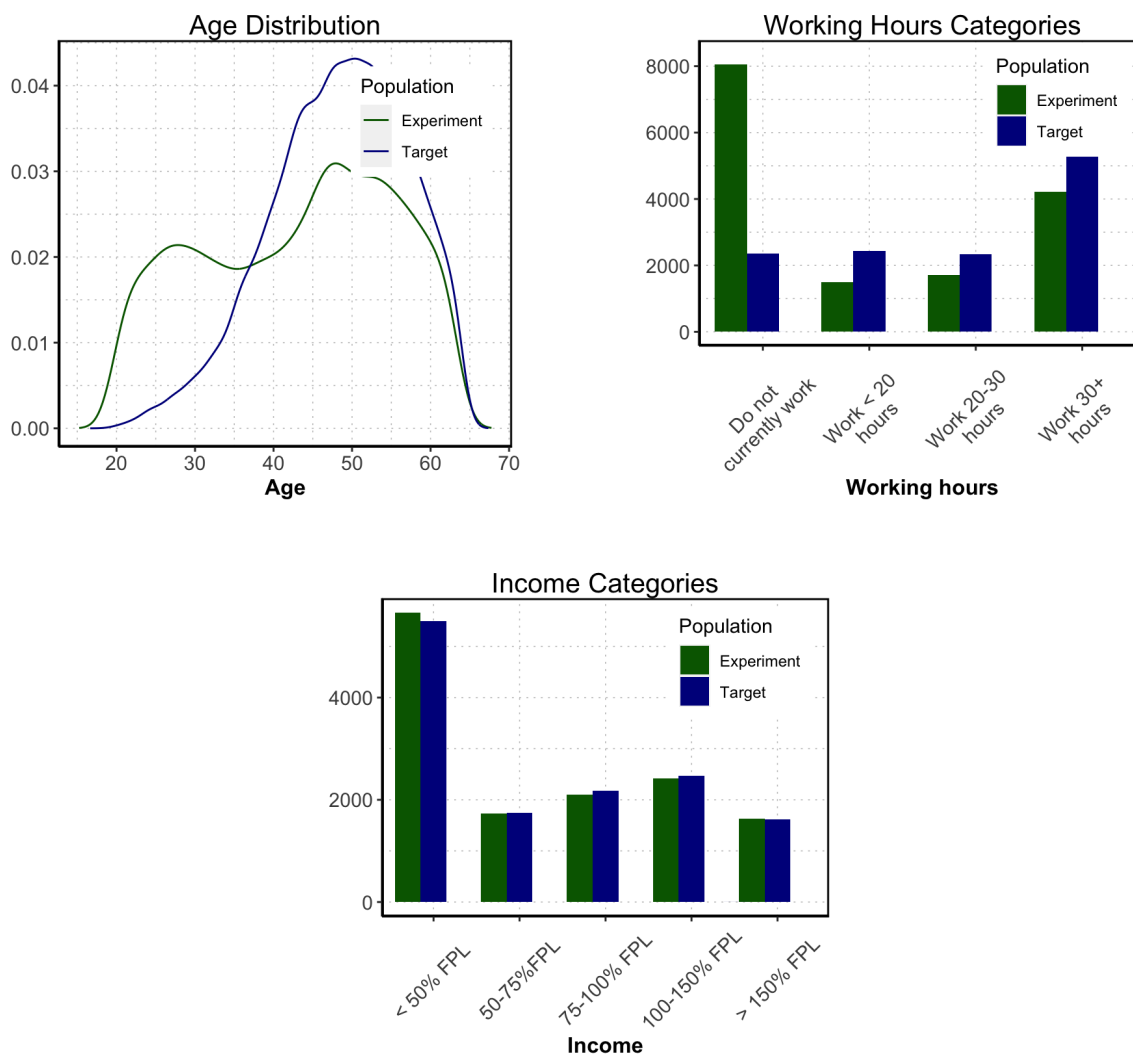 Age Distribution
0.04
0.03
0.02
0.01
0.00
Population
Experiment
Target
20 30 40 50 60 70
Age
Working Hours Categories
8000
6000
4000
2000
0
Population
Experiment
Target
Do not
currently work
Work < 20
hours
Work 20-30
hours
Work 30+
hours
Working hours
Income Categories
4000
2000
0
Population
Experiment
Target
< 50% FPL
50-75%FPL
75-100% FPL
100-150% FPL
> 150% FPL
Income